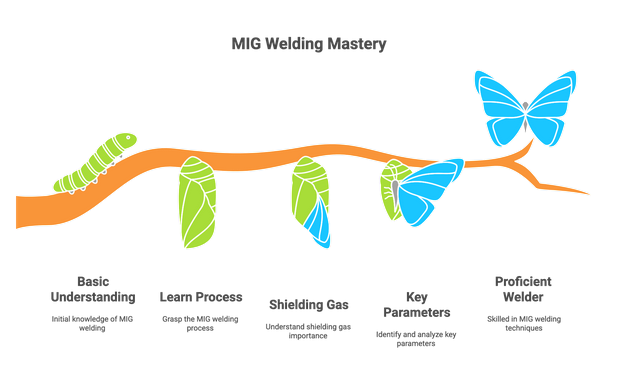 MIG Welding Mastery
Basic
Understanding
Initial knowledge of MIG
welding
Learn Process
Grasp the MIG welding
process
Shielding Gas
Understand shielding gas
importance
Key
Parameters
Identify and analyze key
parameters
Proficient
Welder
Skilled in MIG welding
techniques